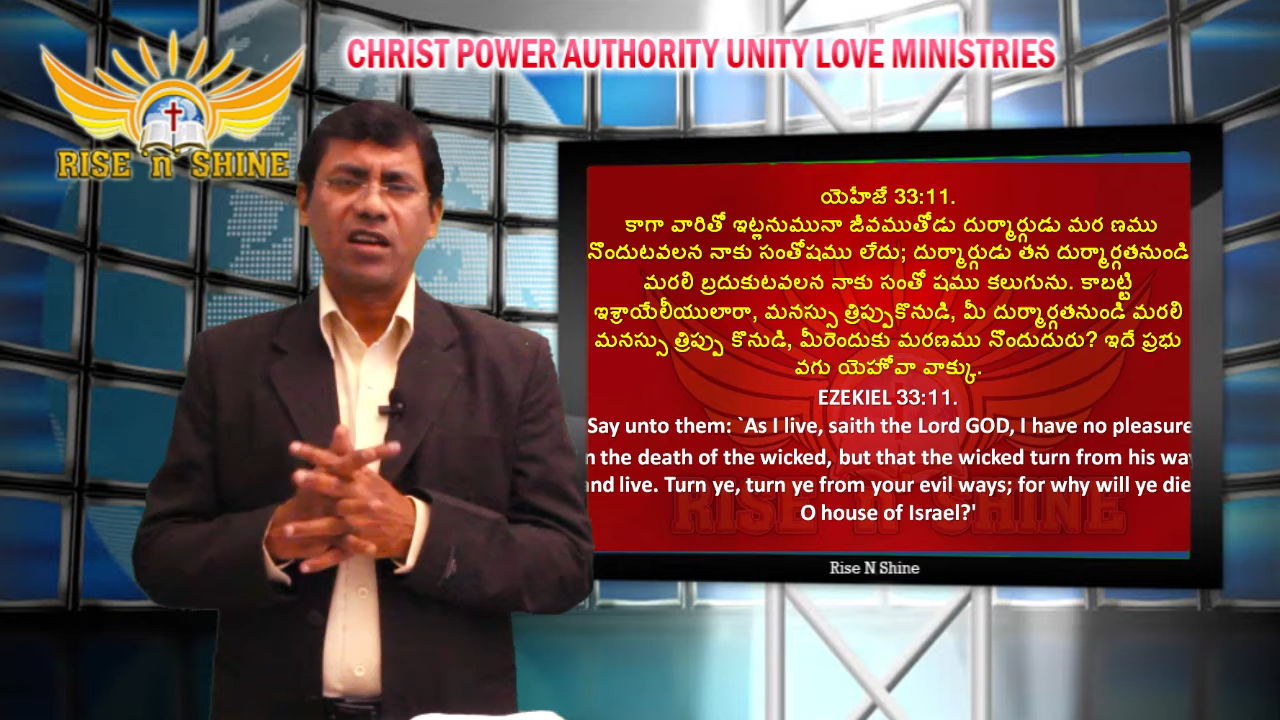 CHRIST POWER AUTHORITY UNITY LOVE MINISTRIES
RISE 'n' SHINE
యెహేజే 33:11.
కాగా వారితో ఇట్లనుమునా జీవముతోడు దుర్మార్గుడు మర ణము
నొందుటవలన నాకు సంతోషము లేదు; దుర్మార్గుడు తన దుర్మార్గతనుండి
మరలి బ్రదుకుటవలన నాకు సంతో షము కలుగును. కాబట్టి
ఇశ్రాయేలీయులారా, మనస్సు త్రిప్పుకొనుడి, మీ దుర్మార్గతనుండి మరలి
మనస్సు త్రిప్పు కొనుడి, మీరెందుకు మరణము నొందుదురు? ఇదే ప్రభు
వగు యెహోవా వాక్కు.
EZEKIEL 33:11.
Say unto them: `As I live, saith the Lord GOD, I have no pleasure
n the death of the wicked, but that the wicked turn from his way
and live. Turn ye, turn ye from your evil ways; for why will ye die
O house of Israel?'
RISE 'n' SHINE
Rise N Shine